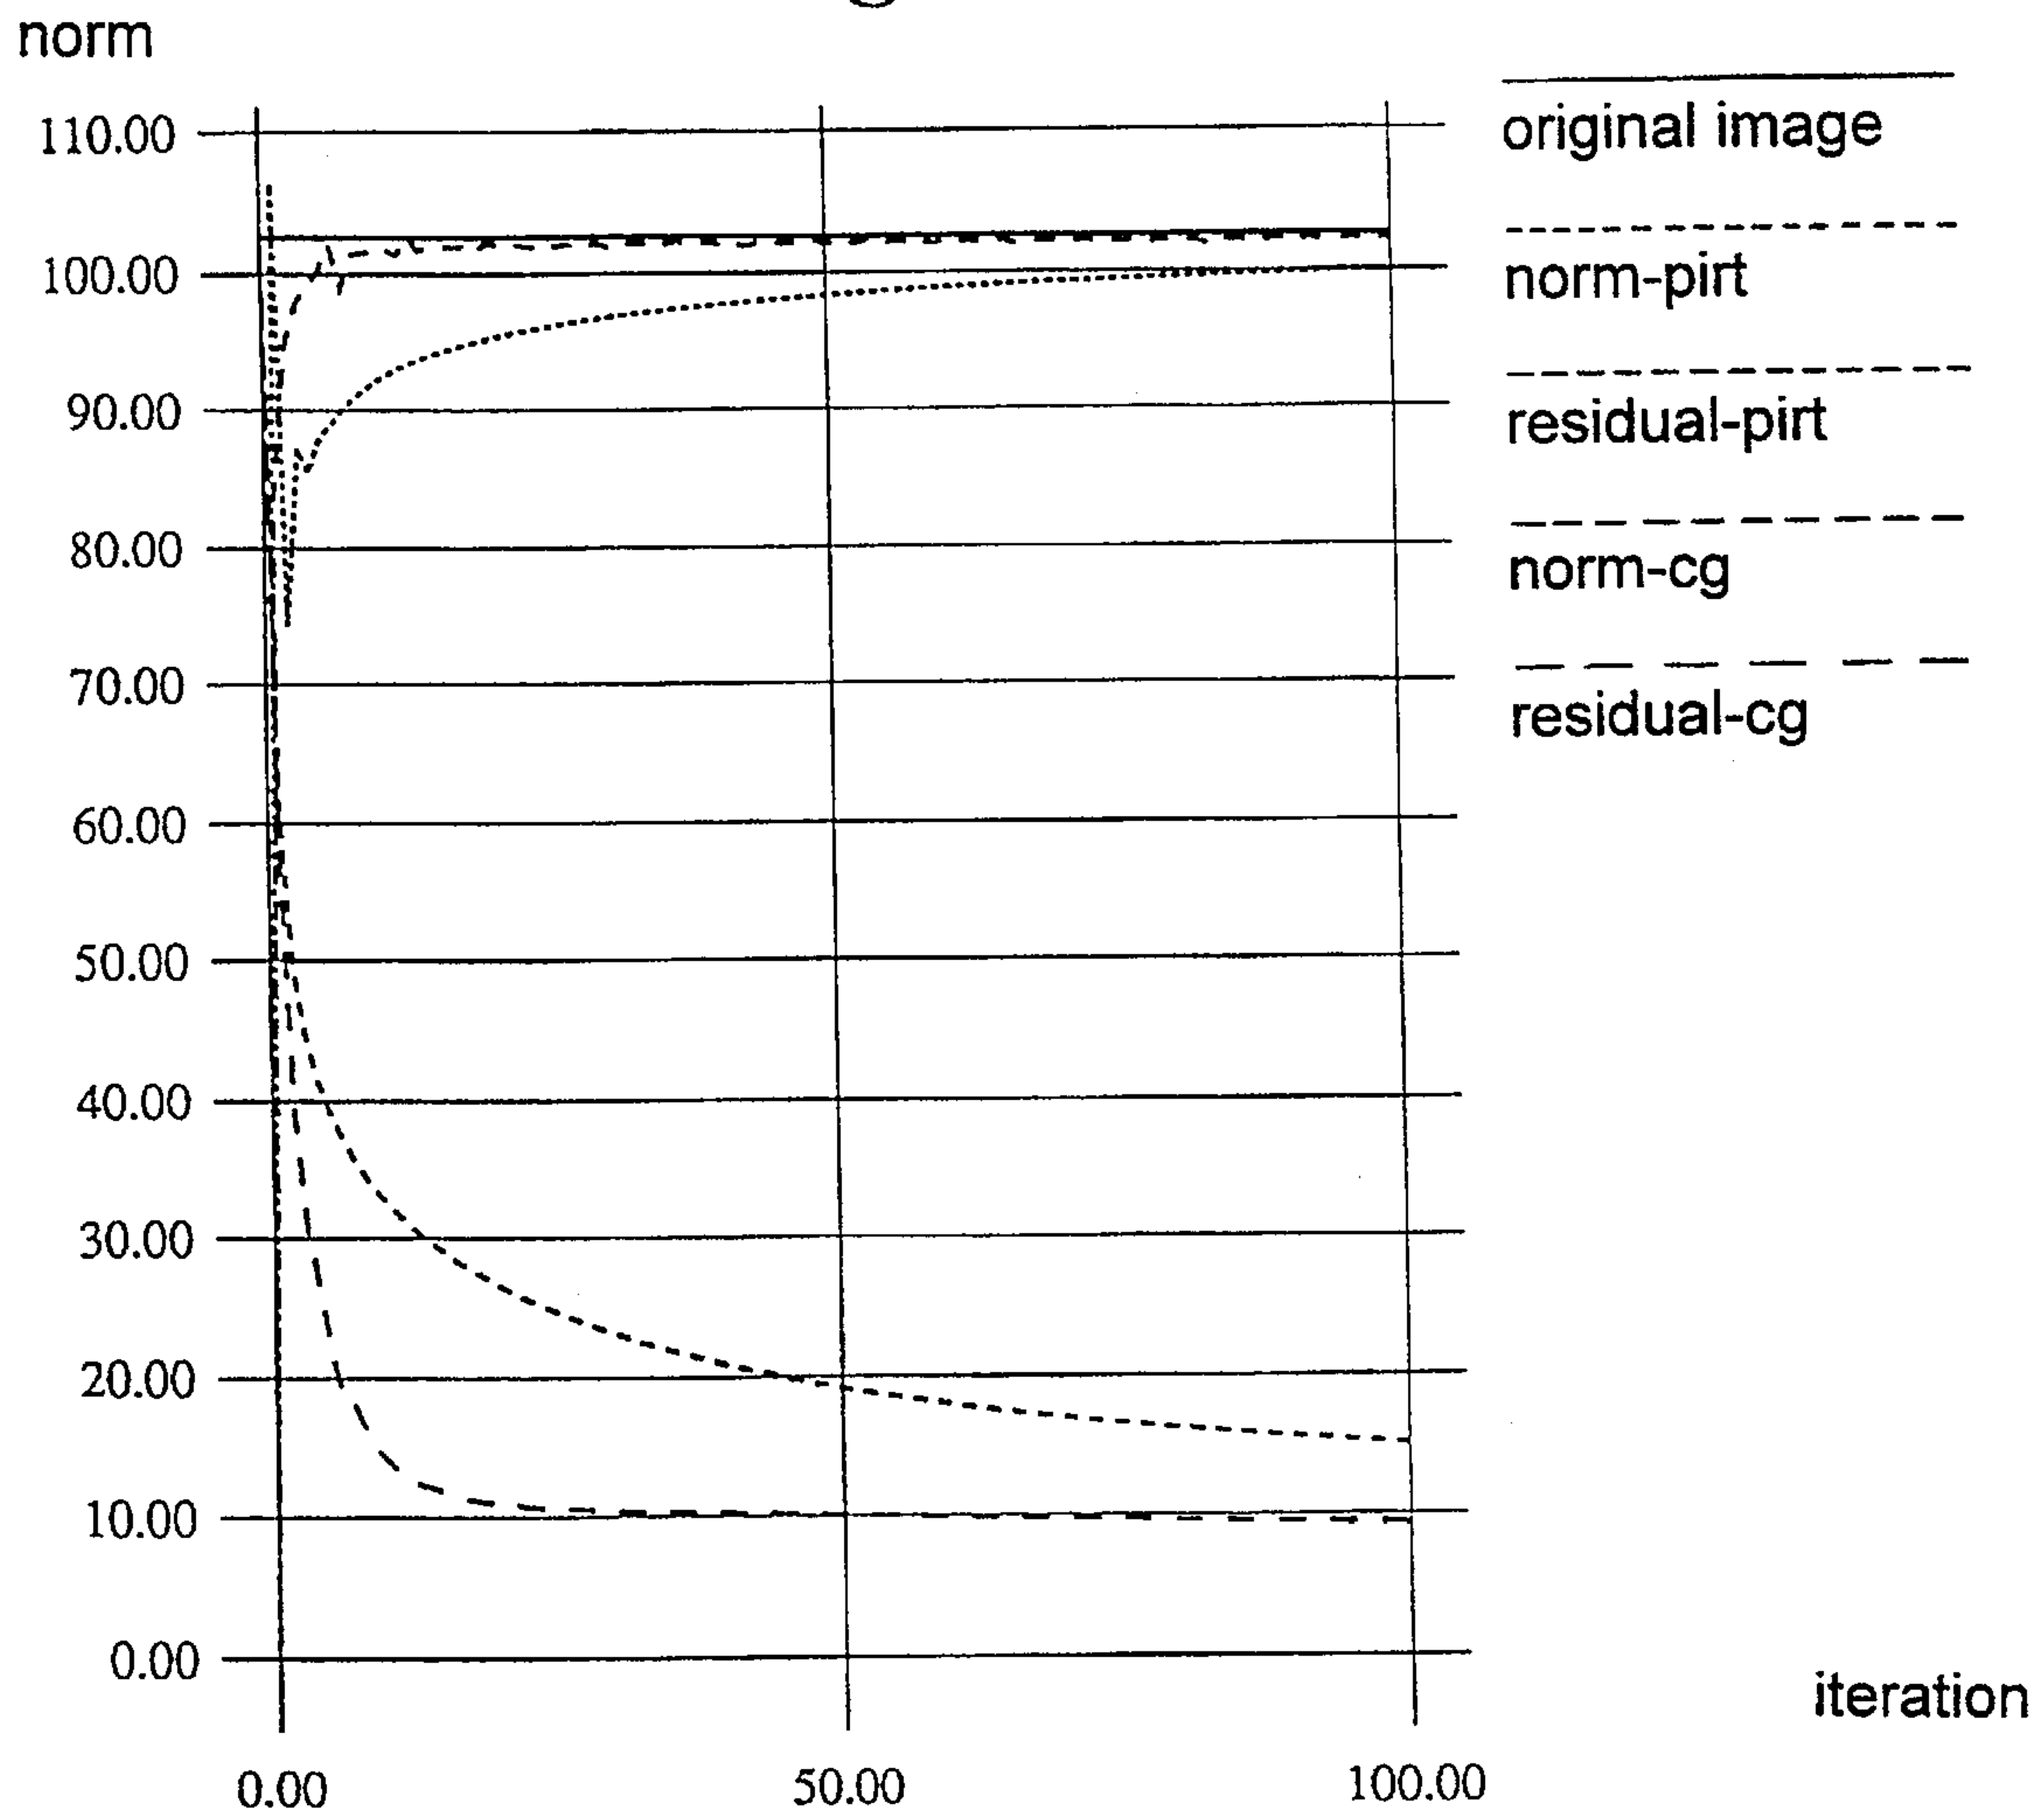 norm
110.00
100.00
90.00
80.00
70.00
60.00
50.00
40.00
30.00
20.00
10.00
0.00
0.00 50.00 100.00
iteration
original image
norm-pirt
residual-pirt
norm-cg
residual-cg